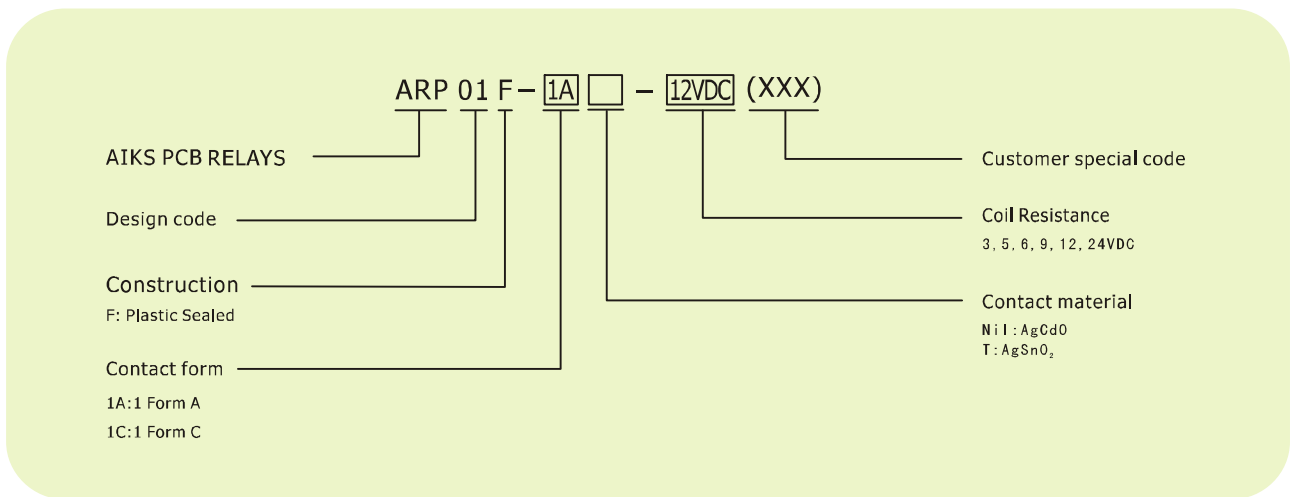 ARP 01 F - 1A □ - 12VDC (XXX)
AIKS PCB RELAYS
Design code
Construction
F: Plastic Sealed
Contact form
1A:1 Form A
1C:1 Form C
Customer special code
Coil Resistance
3, 5, 6, 9, 12, 24VDC
Contact material
Nil:AgCdO
T:AgSnO₂